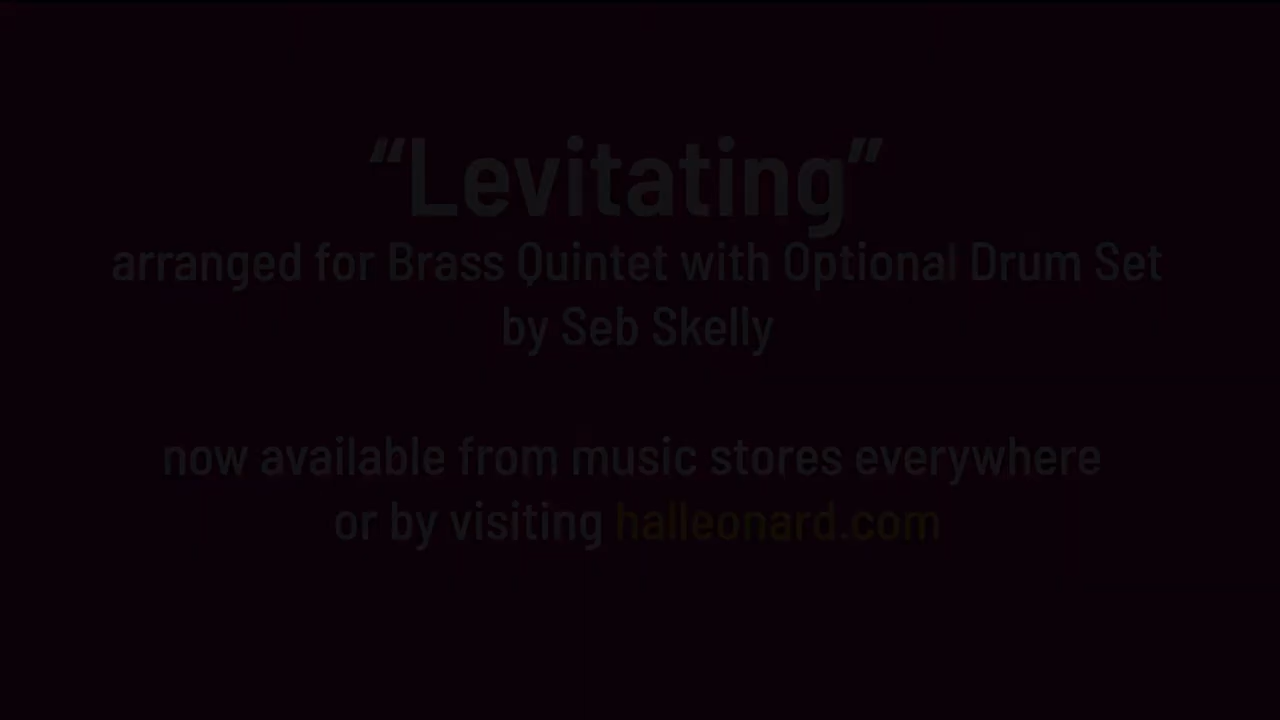 “Levitating”
arranged for Brass Quintet with Optional Drum Set
by Seb Skelly
now available from music stores everywhere
or by visiting halleonard.com